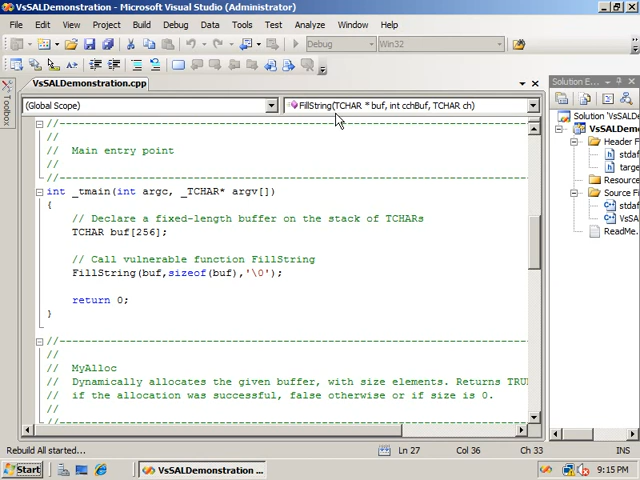 VsSALDemonstration - Microsoft Visual Studio (Administrator)
File Edit View Project Build Debug Data Tools Test Analyze Window Help
Debug Win32
VsSALDemonstration.cpp
Solution E...
(Global Scope) FillString(TCHAR * buf, int cchBuf, TCHAR ch)
Toolbox
//
// Main entry point
//
//
int _tmain(int argc, _TCHAR* argv[])
{
// Declare a fixed-length buffer on the stack of TCHARs
TCHAR buf[256];
// Call vulnerable function FillString
FillString(buf,sizeof(buf),'\0');
return 0;
}
//
//
// MyAlloc
// Dynamically allocates the given buffer, with size elements. Returns TRU
// if the allocation was successful, false otherwise or if size is 0.
//
//
Solution 'VsSAL
VsSALDemo
Header F
stdaf
targe
Resource
Source Fi
stdaf
VsSA
ReadMe.
Rebuild All started...
Ln 27 Col 36 Ch 33 INS
Start VsSALDemonstration ... 9:15 PM